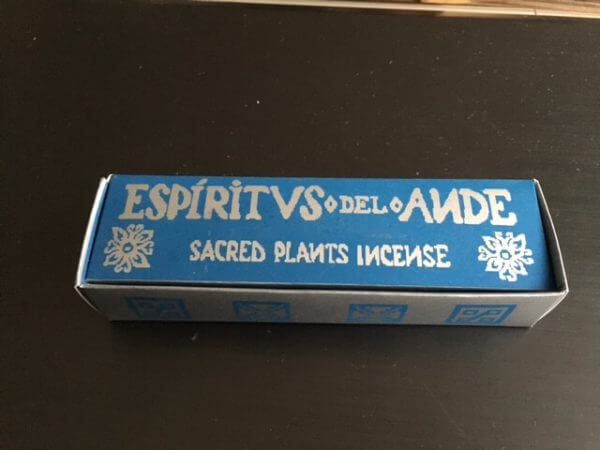 ESPÍRITVS DEL ANDE
SACRED PLANTS INCENSE